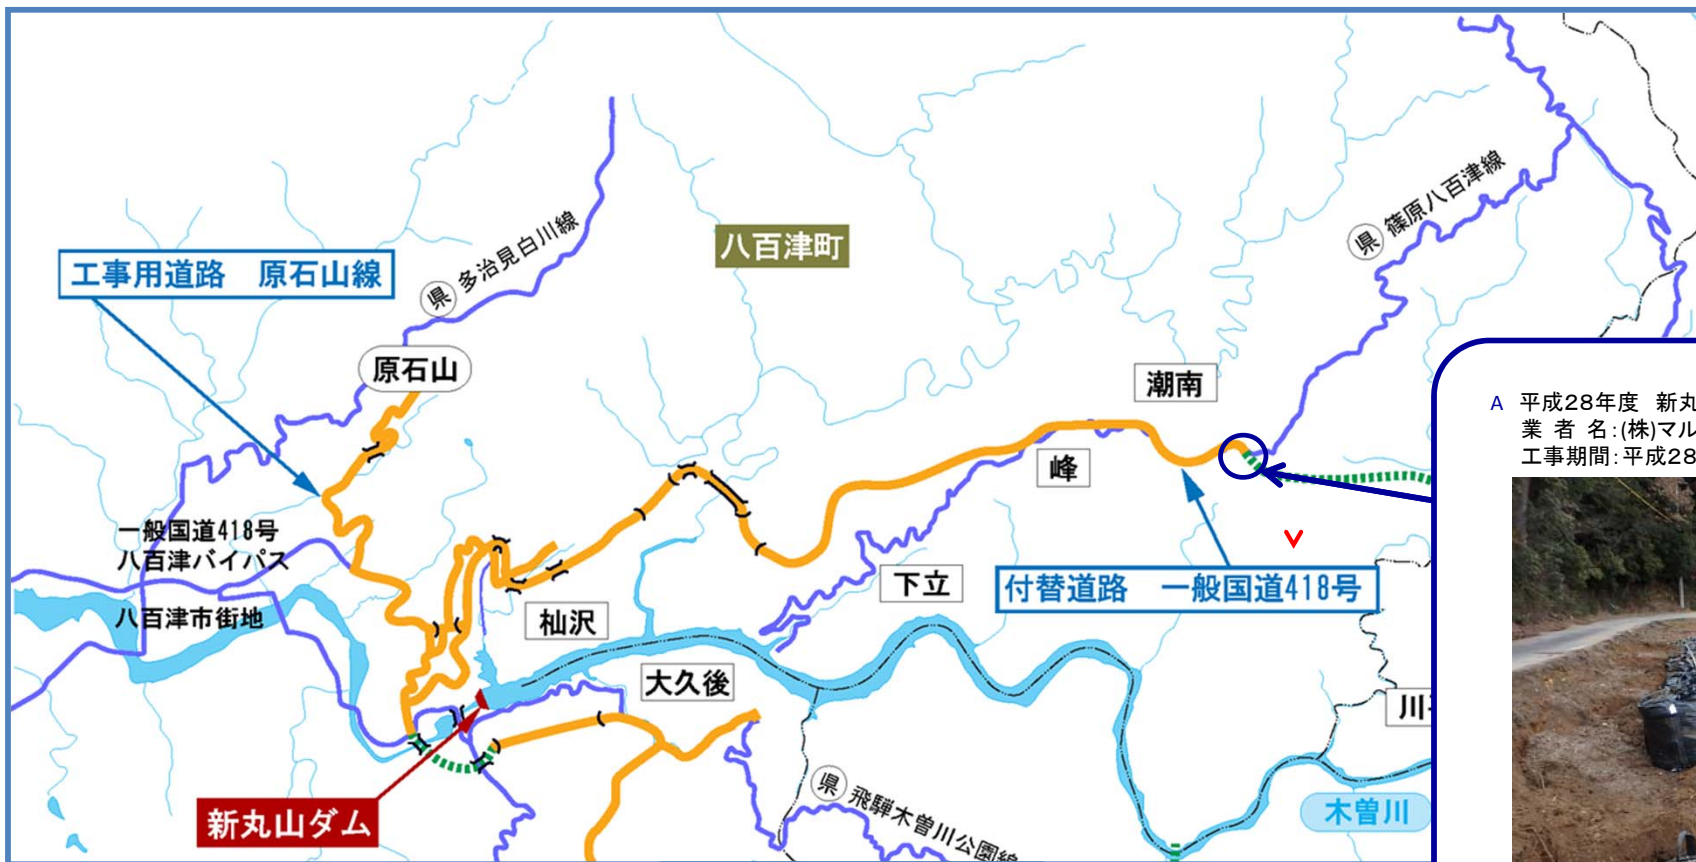 八百津町
県 篠原八百津線
県 多治見白川線
工事用道路　原石山線
原石山
潮南
A 平成28年度 新丸
業 者 名:(株)マル
工事期間:平成28
峰
一般国道418号
八百津バイパス
下立
付替道路　一般国道418号
八百津市街地
杣沢
大久後
新丸山ダム
県 飛騨木曽川公園線
木曽川